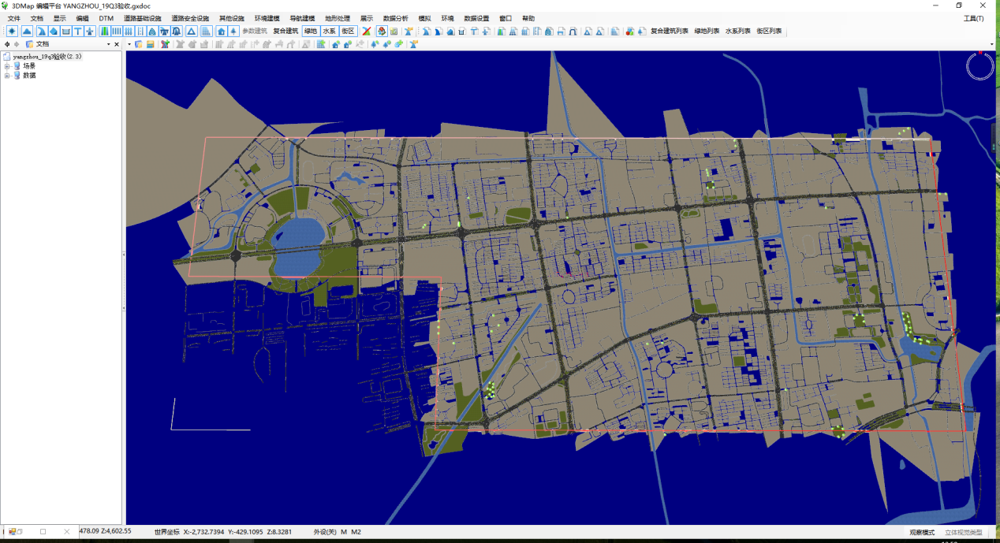 3DMap 编辑平台 YANGZHOU_19Q3验收.gxdoc
文件 文档 显示 编辑 DTM 道路基础设施 道路安全设施 其他设施 环境建模 导航建模 地形处理 展示 数据分析 模拟 环境 数据设置 窗口 帮助 工具(T)
参数建筑 复合建筑 绿地 水系 街区 复合建筑列表 绿地列表 水系列表 街区列表
文档
yangzhou_19q3验收(2.3)
场景
数据
478.09 Z:4,602.55 世界坐标 X:-2,732.7394 Y:-429.1095 Z:8.3281 外设(关) M M2 观察模式 立体视觉类型